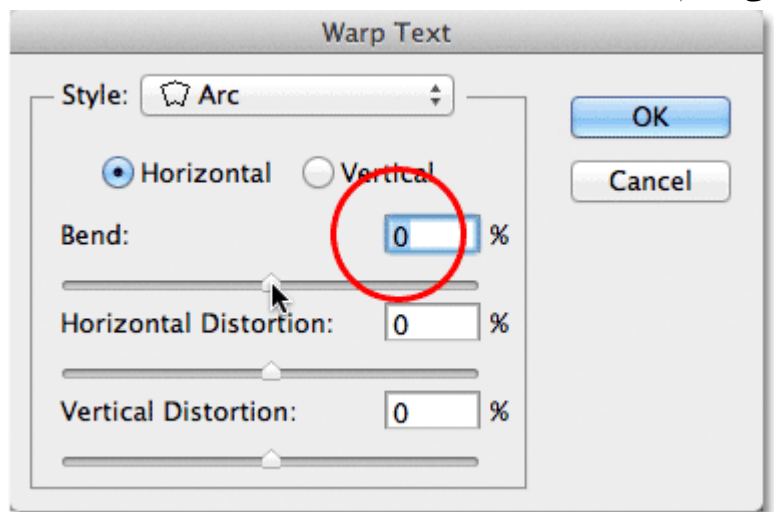 Warp Text
Style: Arc
OK
Horizontal Vertical
Cancel
Bend: 0 %
Horizontal Distortion: 0 %
Vertical Distortion: 0 %